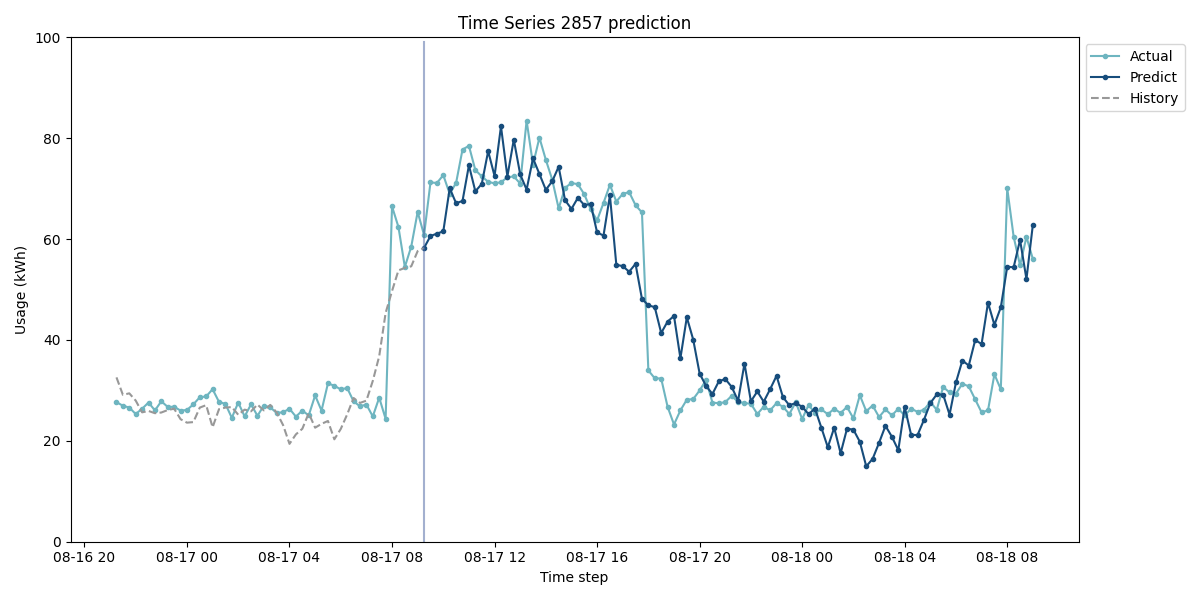 Time Series 2857 prediction
100
80
60
40
20
0
Usage (kWh)
08-16 20 08-17 00 08-17 04 08-17 08 08-17 12 08-17 16 08-17 20 08-18 00 08-18 04 08-18 08
Time step
Actual
Predict
History